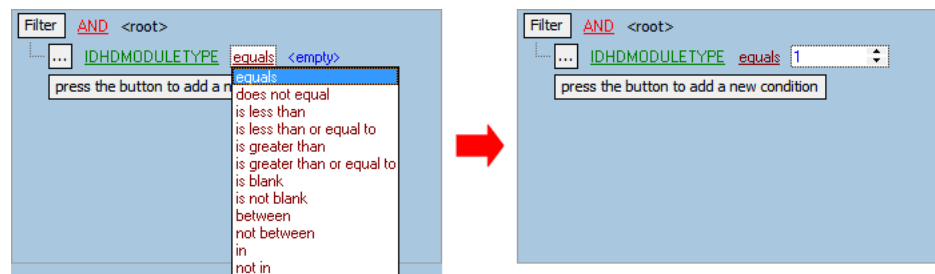 Filter AND <root>
... IDHDMODULETYPE equals <empty>
press the button to add a n
equals
does not equal
is less than
is less than or equal to
is greater than
is greater than or equal to
is blank
is not blank
between
not between
in
not in
Filter AND <root>
... IDHDMODULETYPE equals 1
press the button to add a new condition